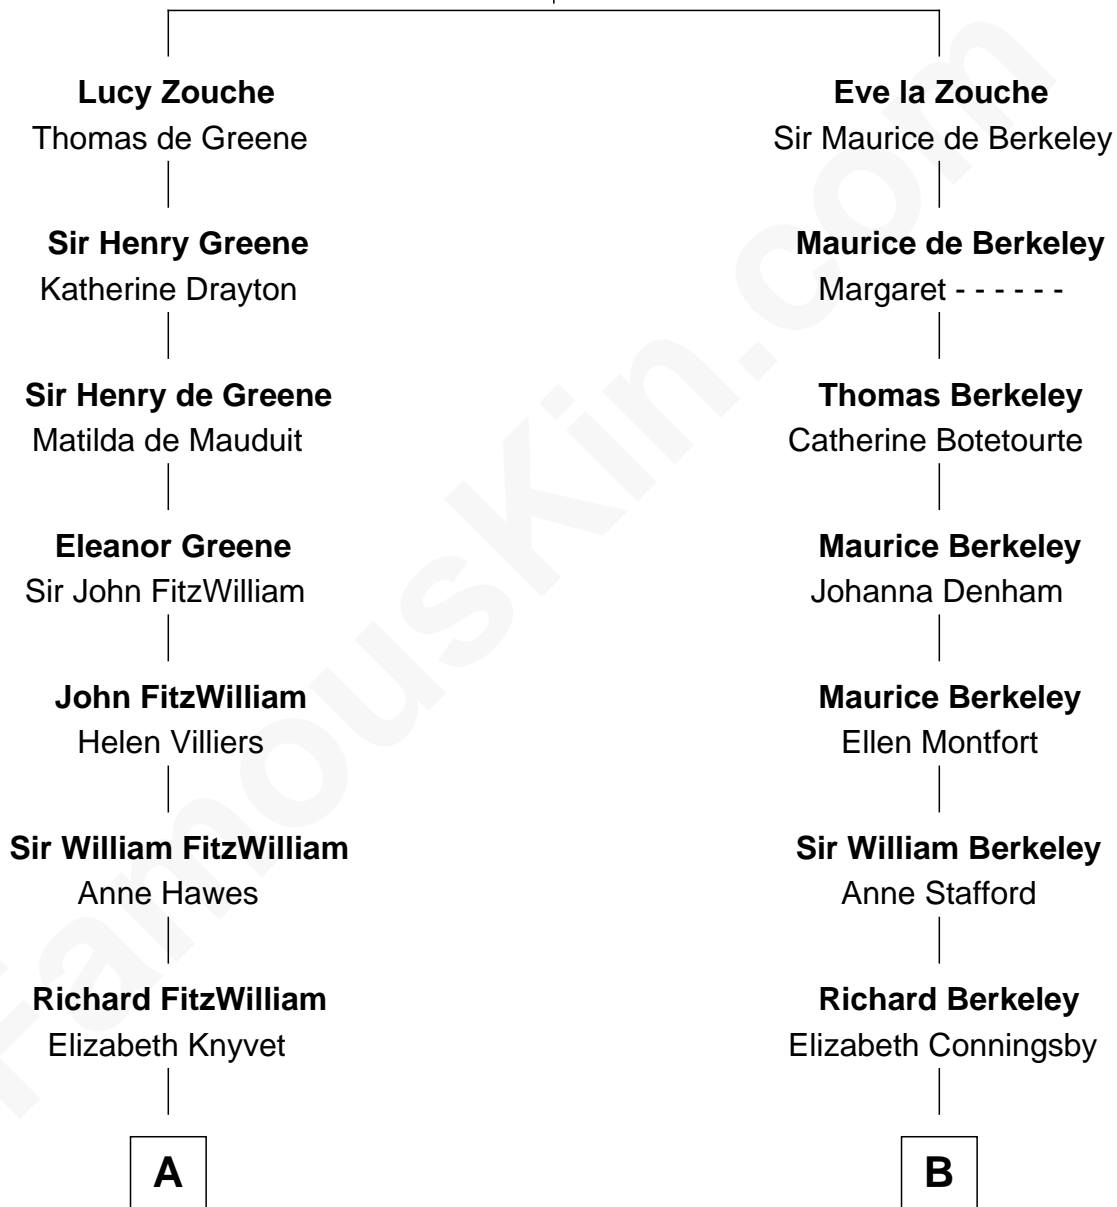 Lucy Zouche
Thomas de Greene
Sir Henry Greene
Katherine Drayton
Sir Henry de Greene
Matilda de Mauduit
Eleanor Greene
Sir John FitzWilliam
John FitzWilliam
Helen Villiers
Sir William FitzWilliam
Anne Hawes
Richard FitzWilliam
Elizabeth Knyvet
A
Eve la Zouche
Sir Maurice de Berkeley
Maurice de Berkeley
Margaret - - - - - -
Thomas Berkeley
Catherine Botetourte
Maurice Berkeley
Johanna Denham
Maurice Berkeley
Ellen Montfort
Sir William Berkeley
Anne Stafford
Richard Berkeley
Elizabeth Conningsby
B
FamousKin.com